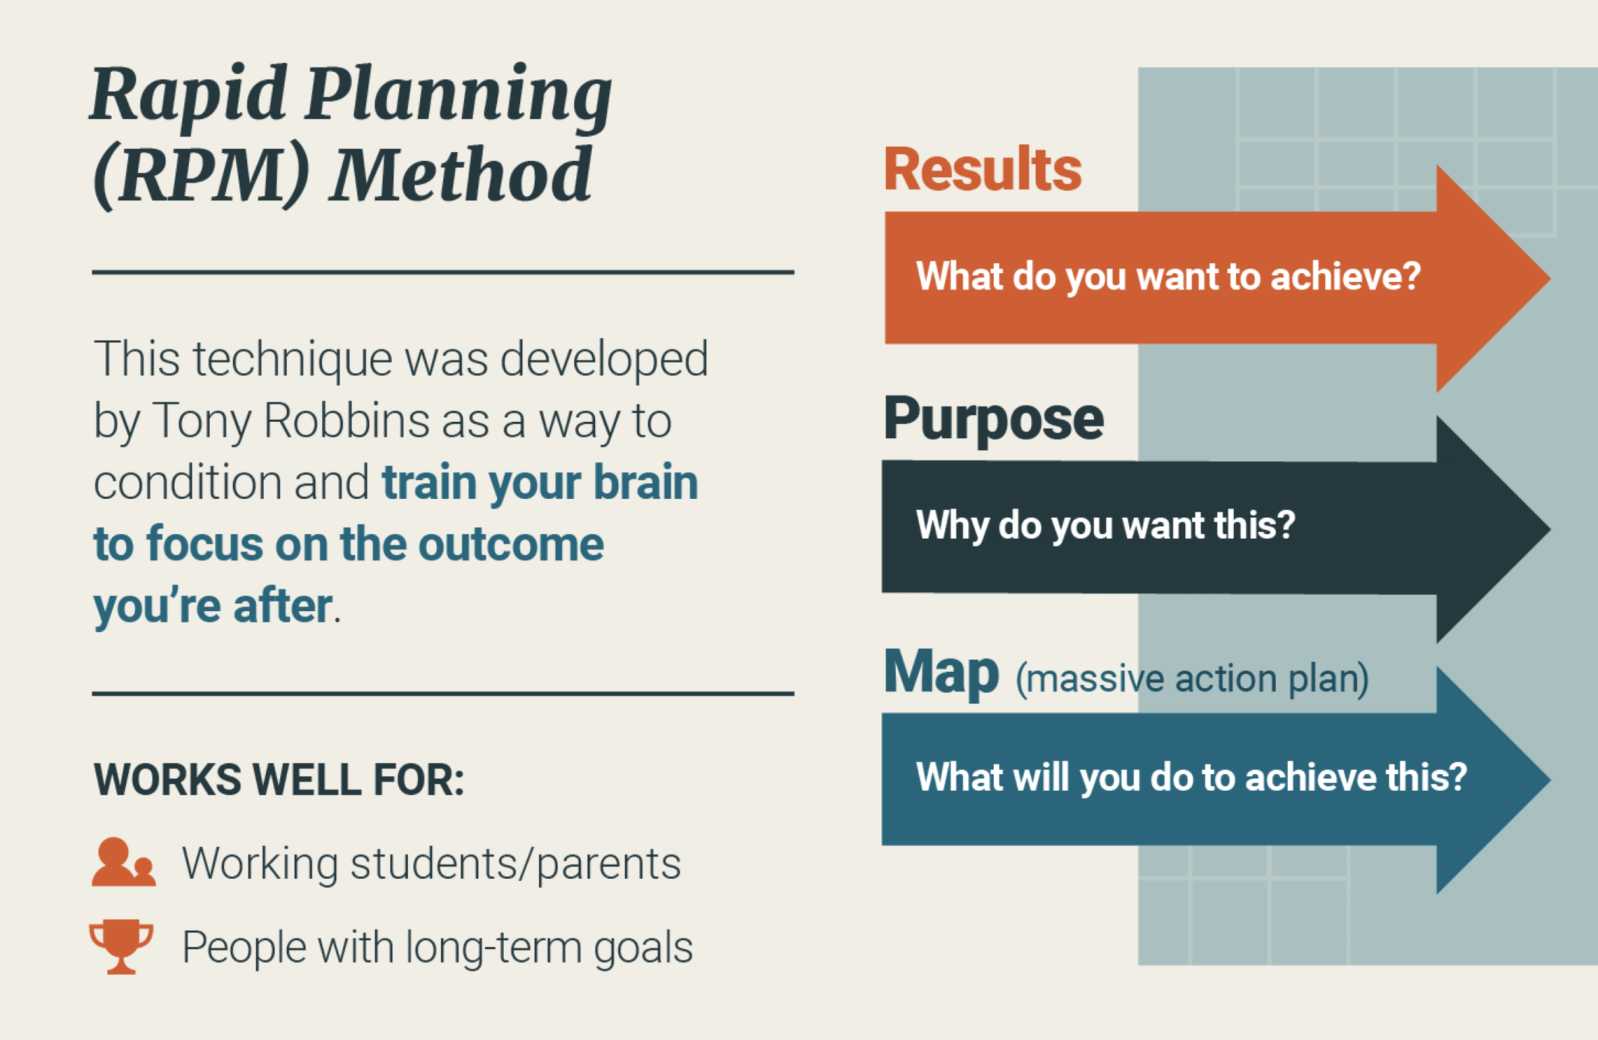 Rapid Planning
(RPM) Method
This technique was developed
by Tony Robbins as a way to
condition and train your brain
to focus on the outcome
you’re after.
WORKS WELL FOR:
Working students/parents
People with long-term goals
Results
What do you want to achieve?
Purpose
Why do you want this?
Map (massive action plan)
What will you do to achieve this?